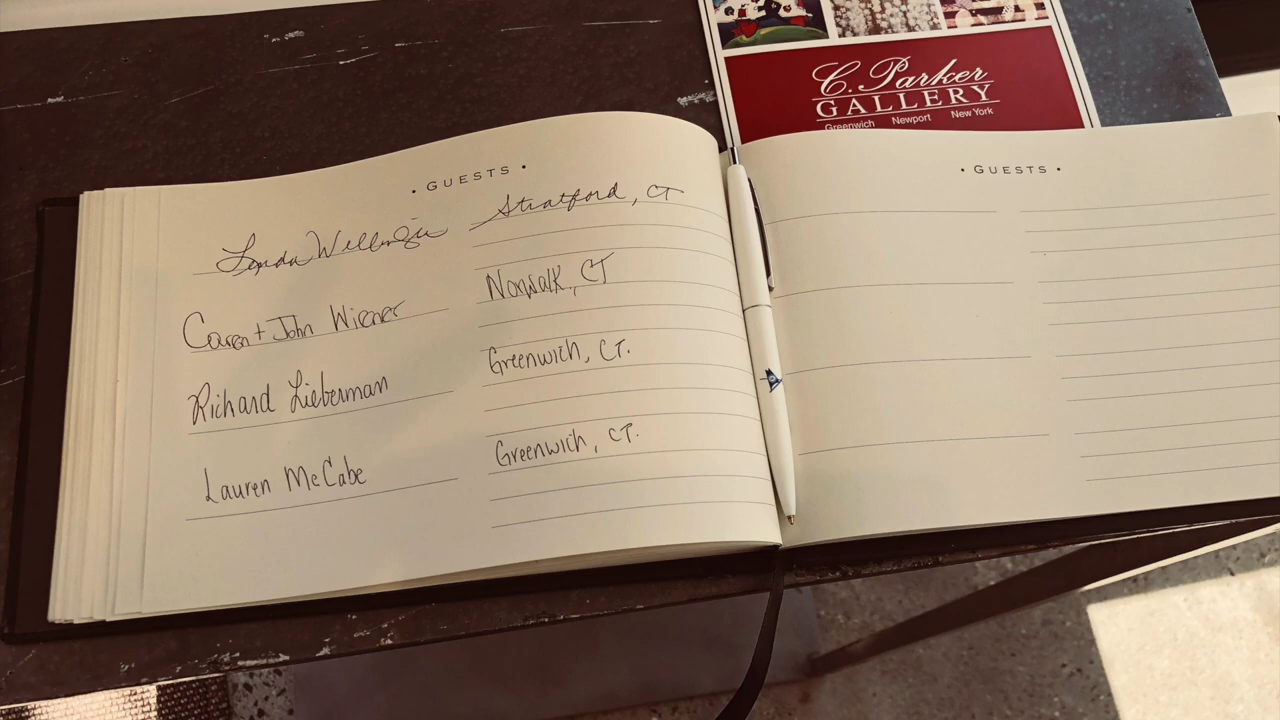 C. Parker
GALLERY
Greenwich Newport New York
• GUESTS •
Stratford, CT
Caren + John Wiener Norwalk, CT
Richard Lieberman Greenwich, CT.
Lauren McCabe Greenwich, CT.
• GUESTS •